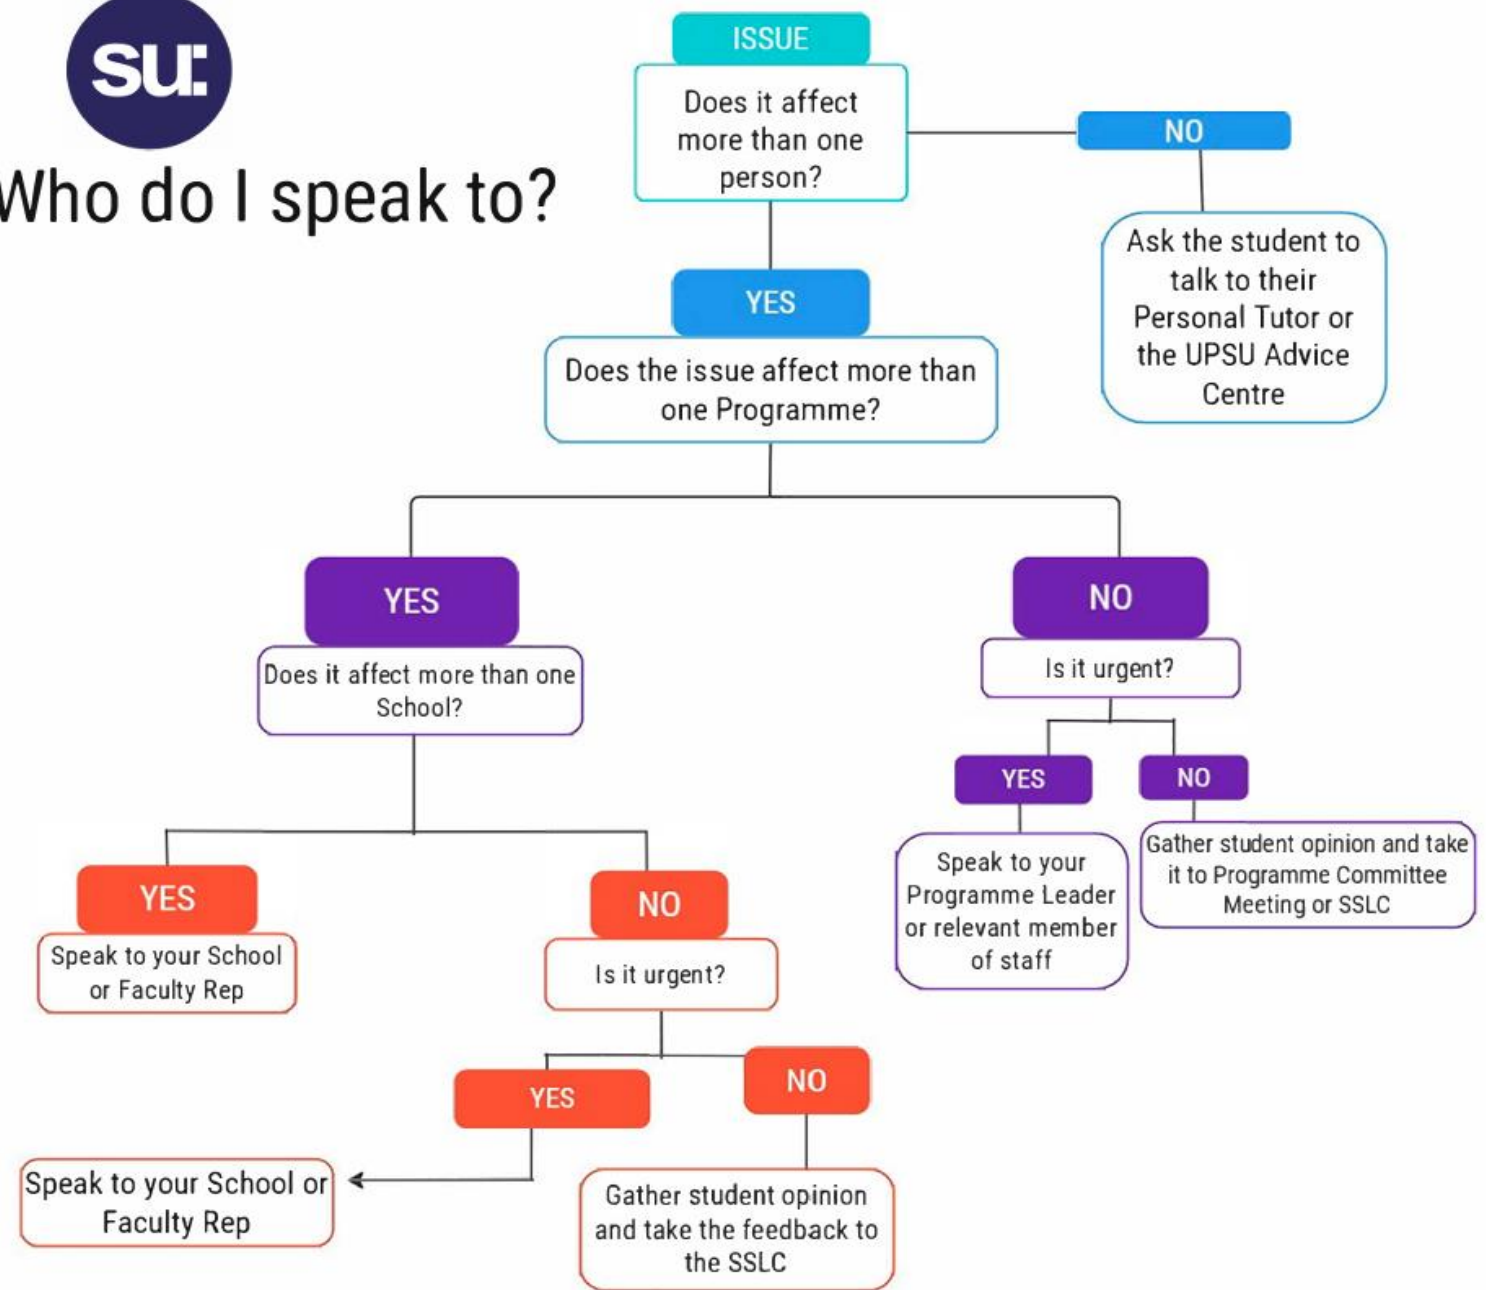 su:
Who do I speak to?
ISSUE
Does it affect
more than one
person?
NO
Ask the student to
talk to their
Personal Tutor or
the UPSU Advice
Centre
YES
Does the issue affect more than
one Programme?
YES
Does it affect more than one
School?
NO
Is it urgent?
YES
Speak to your
Programme Leader
or relevant member
of staff
NO
Gather student opinion and take
it to Programme Committee
Meeting or SSLC
YES
Speak to your School
or Faculty Rep
NO
Is it urgent?
YES
Speak to your School or
Faculty Rep
NO
Gather student opinion
and take the feedback to
the SSLC